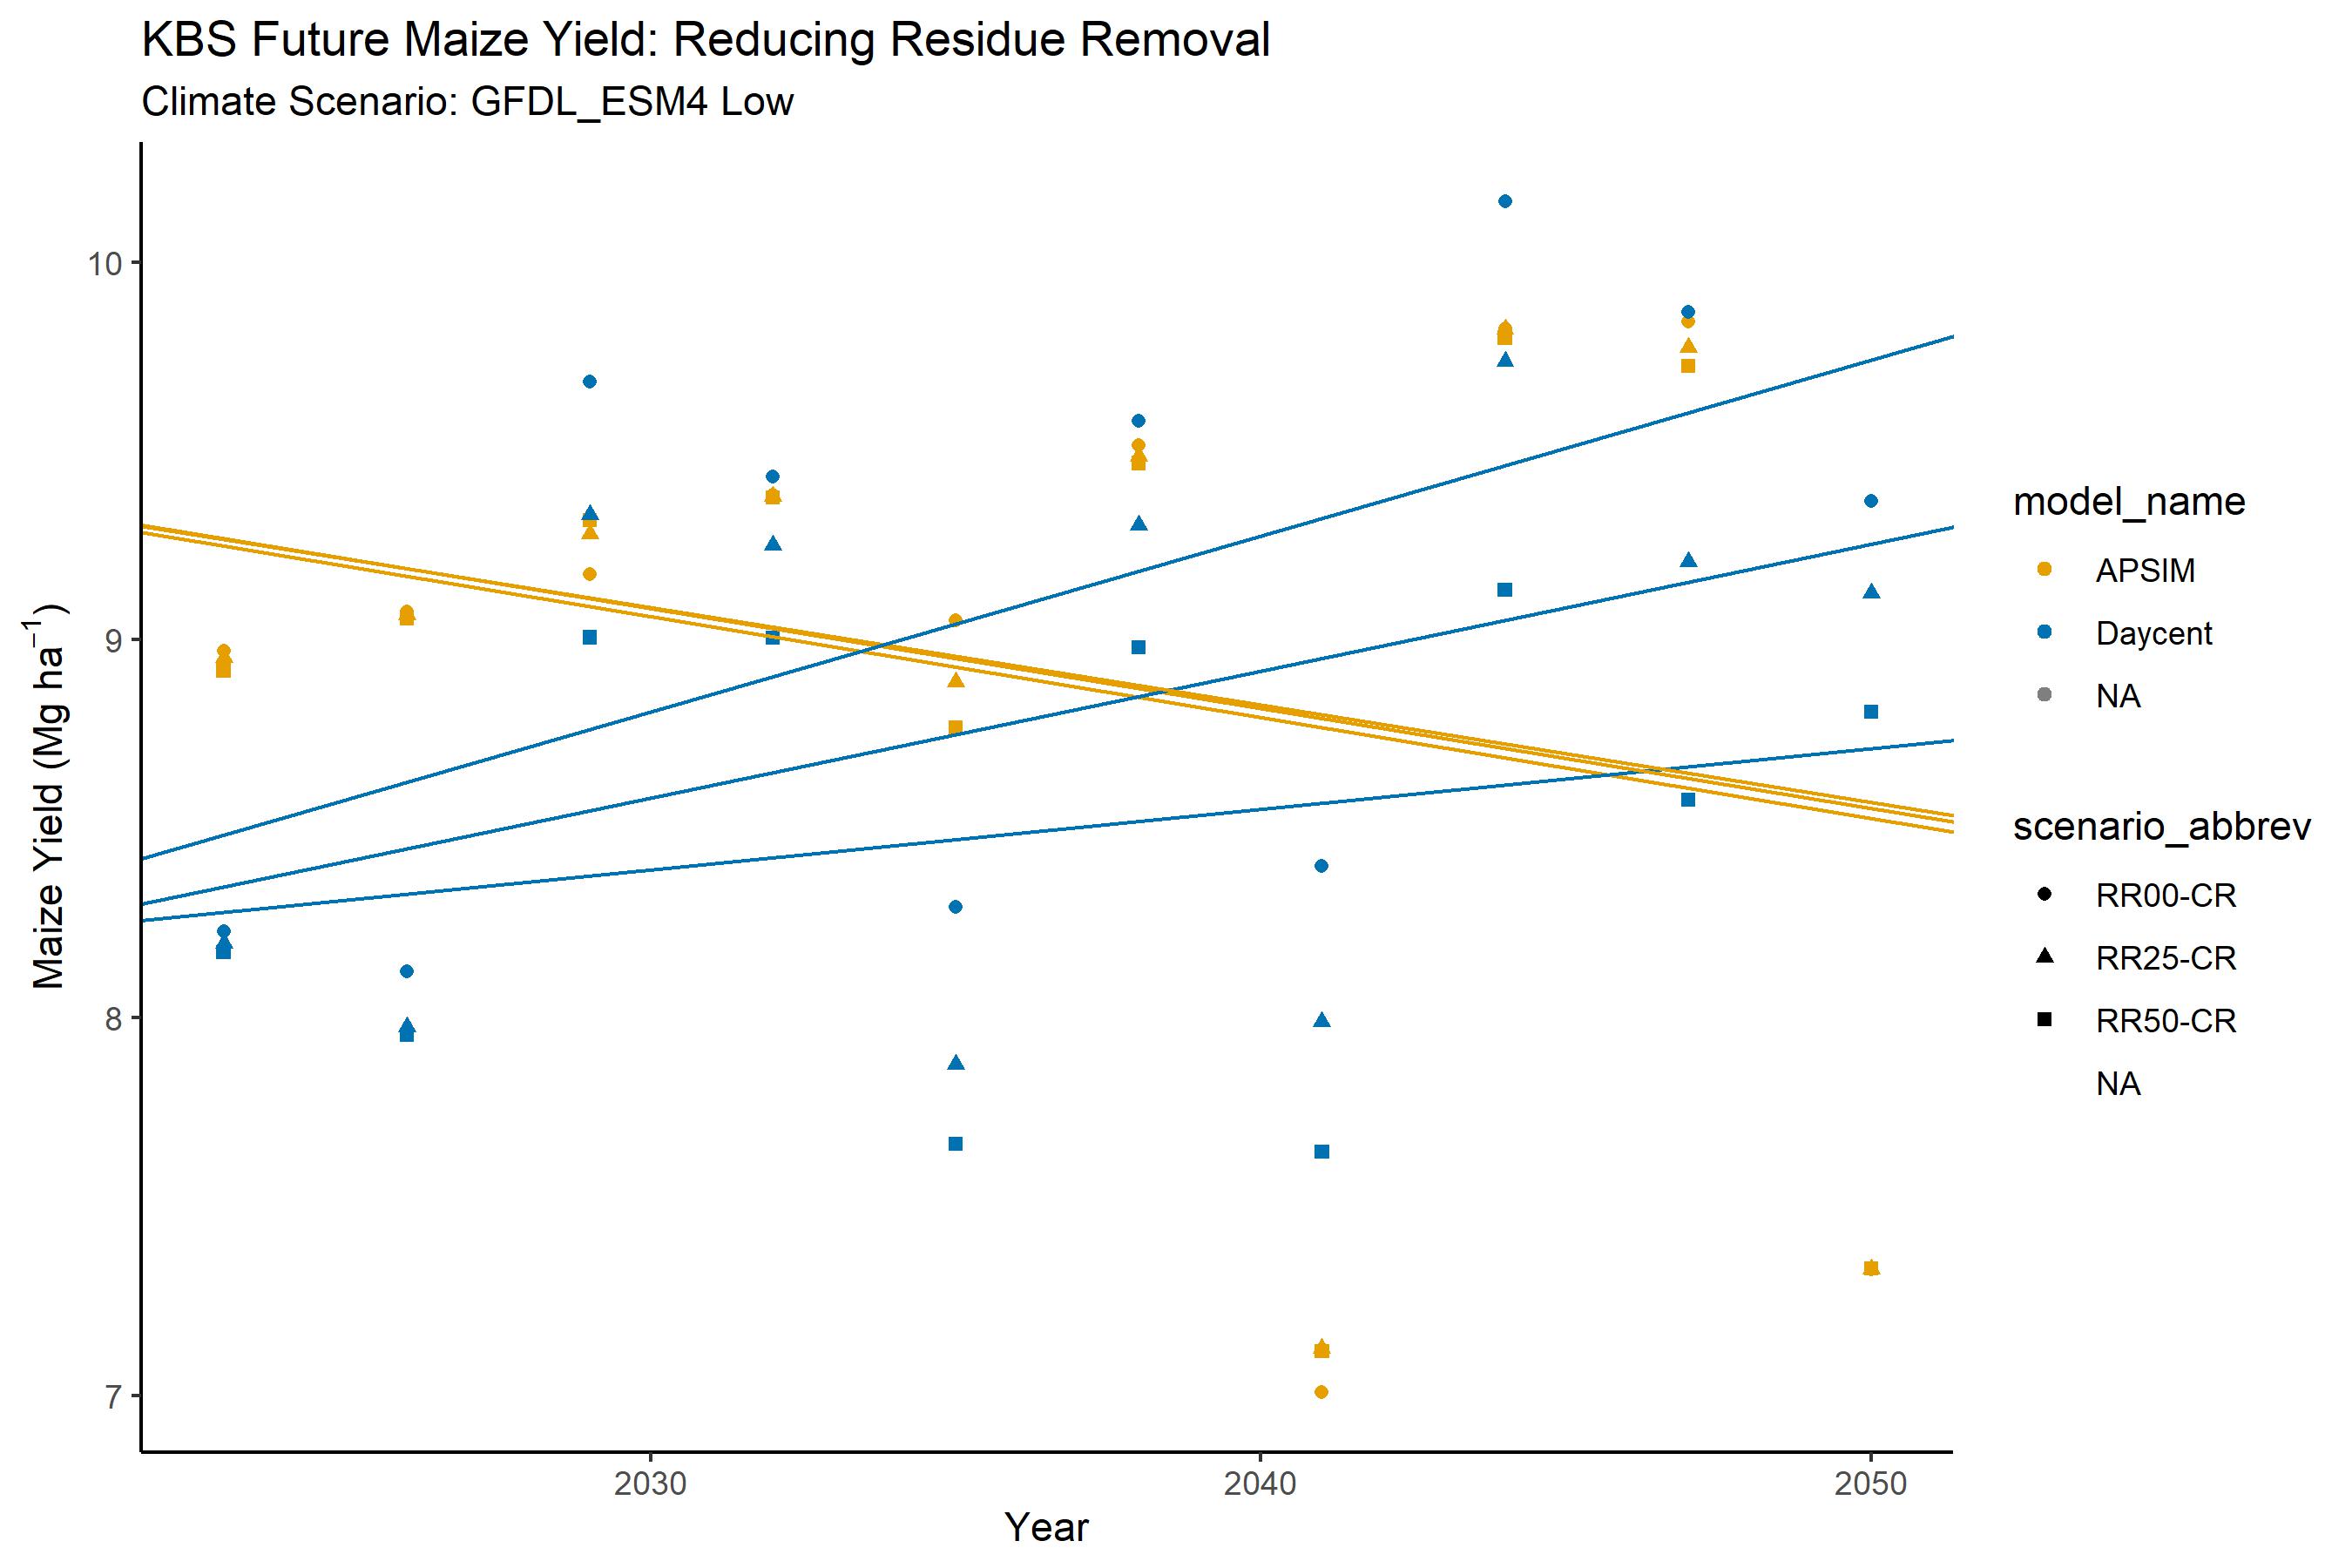 KBS Future Maize Yield: Reducing Residue Removal
Climate Scenario: GFDL_ESM4 Low
Maize Yield (Mg ha⁻¹)
10
9
8
7
2030
2040
2050
Year
model_name
APSIM
Daycent
NA
scenario_abbrev
RR00-CR
RR25-CR
RR50-CR
NA